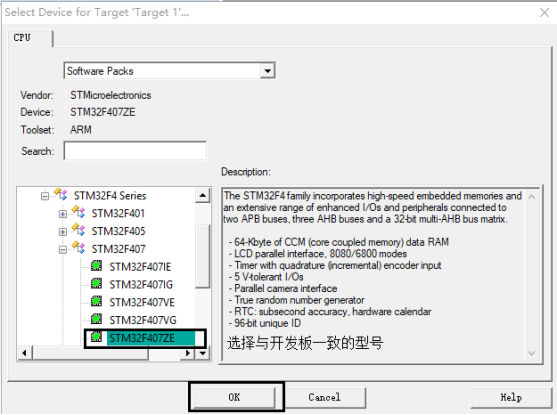 Select Device for Target 'Target 1'...
CPU
Software Packs
Vendor: STMicroelectronics
Device: STM32F407ZE
Toolset: ARM
Search:
Description:
STM32F4 Series
STM32F401
STM32F405
STM32F407
STM32F407IE
STM32F407IG
STM32F407VE
STM32F407VG
STM32F407ZE
The STM32F4 family incorporates high-speed embedded memories and
an extensive range of enhanced I/Os and peripherals connected to
two APB buses, three AHB buses and a 32-bit multi-AHB bus matrix.
- 64-Kbyte of CCM (core coupled memory) data RAM
- LCD parallel interface, 8080/6800 modes
- Timer with quadrature (incremental) encoder input
- 5 V-tolerant I/Os
- Parallel camera interface
- True random number generator
- RTC: subsecond accuracy, hardware calendar
- 96-bit unique ID
选择与开发板一致的型号
OK
Cancel
Help